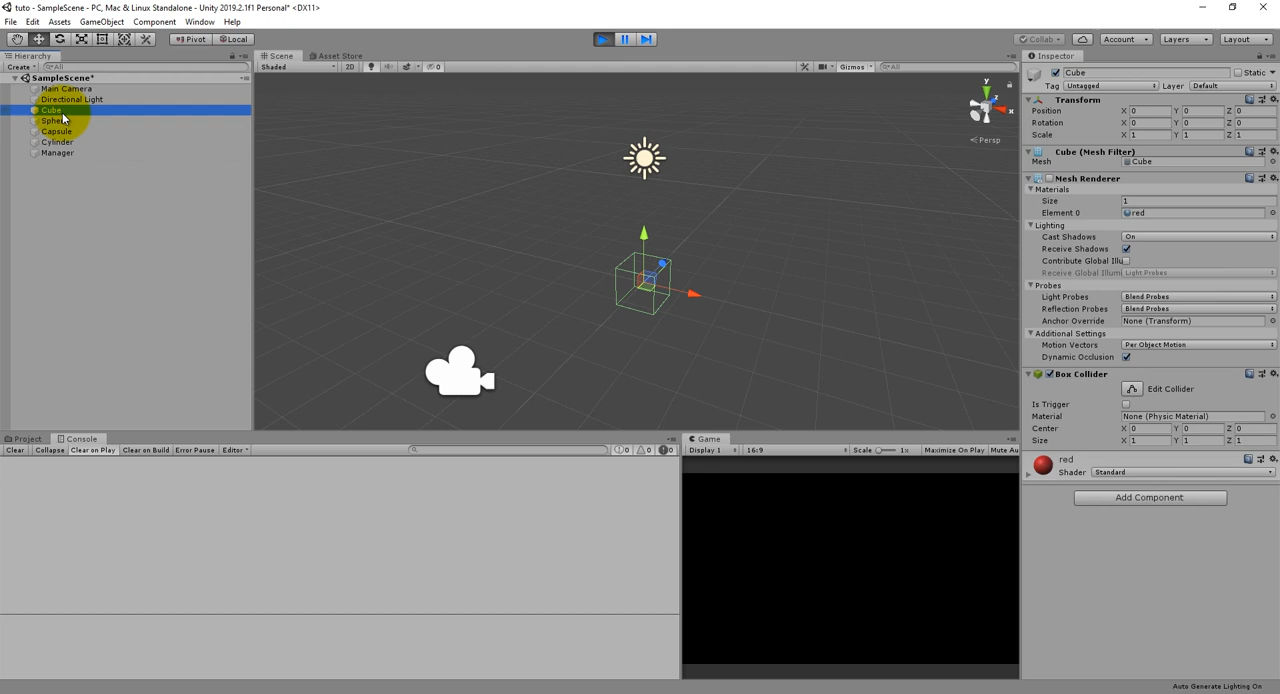 tuto - SampleScene - PC, Mac & Linux Standalone - Unity 2019.2.1f1 Personal* <DX11>
File Edit Assets GameObject Component Window Help
Pivot Local Collab Account Layers Layout
Hierarchy
Create All
SampleScene*
Main Camera
Directional Light
Cube
Sphere
Capsule
Cylinder
Manager
Scene Asset Store
Shaded 2D 0 Gizmos All
y
x
z
Persp
Project Console
Clear Collapse Clear on Play Clear on Build Error Pause Editor 0 0 0
Game
Display 1 16:9 Scale 1x Maximize On Play Mute Au
Inspector
Cube Static
Tag Untagged Layer Default
Transform
Position X 0 Y 0 Z 0
Rotation X 0 Y 0 Z 0
Scale X 1 Y 1 Z 1
Cube (Mesh Filter)
Mesh Cube
Mesh Renderer
Materials
Size 1
Element 0 red
Lighting
Cast Shadows On
Receive Shadows
Contribute Global Illu
Receive Global Illumi Light Probes
Probes
Light Probes Blend Probes
Reflection Probes Blend Probes
Anchor Override None (Transform)
Additional Settings
Motion Vectors Per Object Motion
Dynamic Occlusion
Box Collider
Edit Collider
Is Trigger
Material None (Physic Material)
Center X 0 Y 0 Z 0
Size X 1 Y 1 Z 1
red
Shader Standard
Add Component
Auto Generate Lighting On